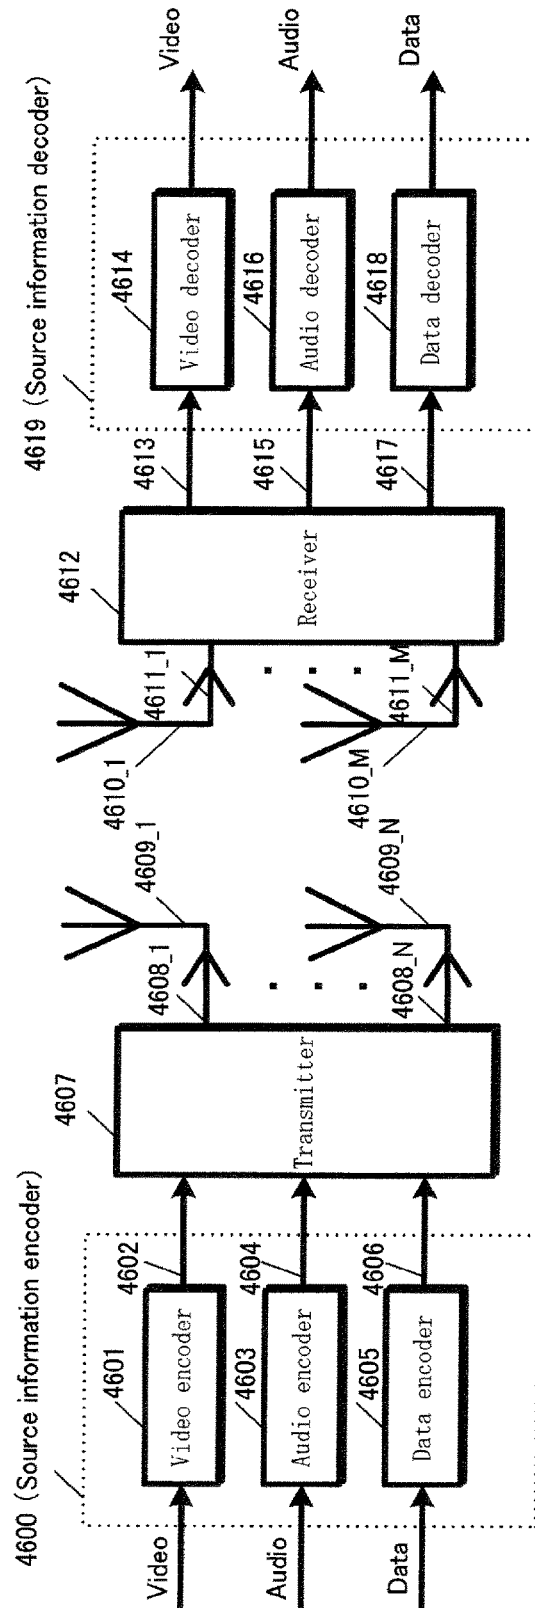 4600 (Source information encoder)
Video
4601
Video encoder
4602
Audio
4603
Audio encoder
4604
Data
4605
Data encoder
4606
4607
Transmitter
4608_1
4609_1
4608_N
4609_N
4610_1
4611_1
4610_M
4611_M
4612
Receiver
4619 (Source information decoder)
4613
4614
Video decoder
Video
4615
4616
Audio decoder
Audio
4617
4618
Data decoder
Data